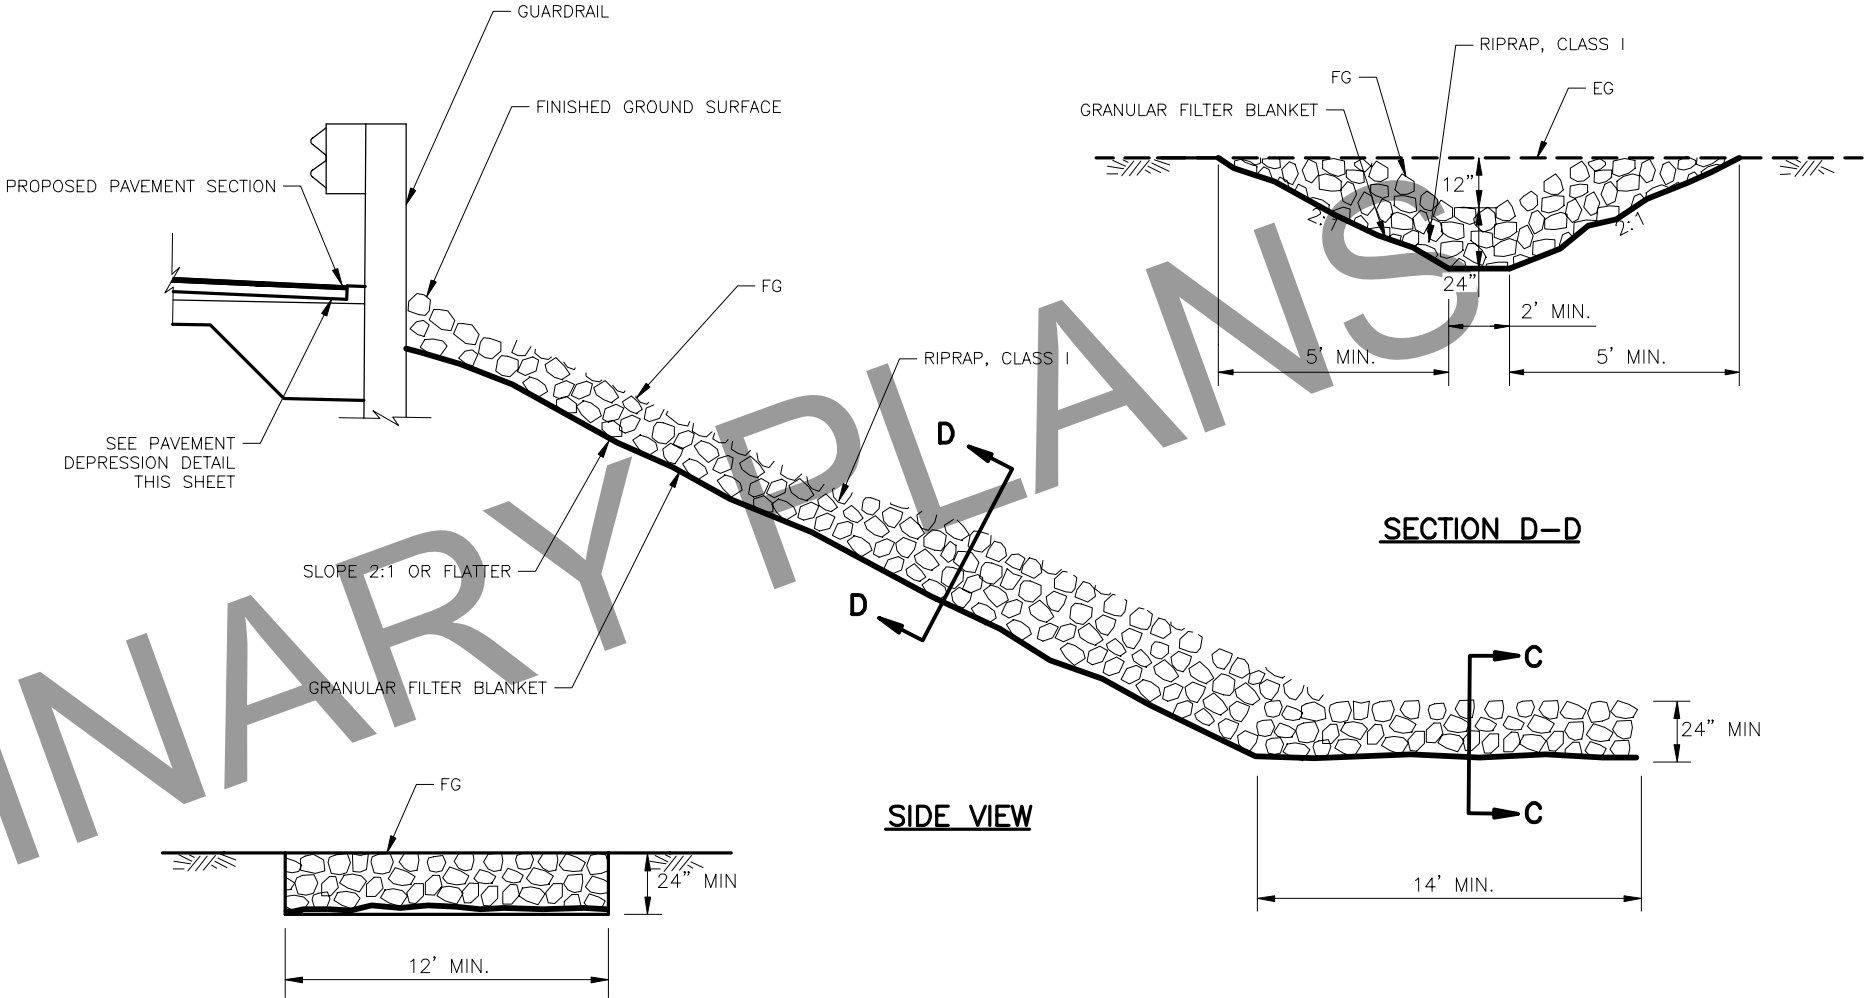 GUARDRAIL
FINISHED GROUND SURFACE
PROPOSED PAVEMENT SECTION
FG
RIPRAP, CLASS I
SEE PAVEMENT
DEPRESSION DETAIL
THIS SHEET
SLOPE 2:1 OR FLATTER
GRANULAR FILTER BLANKET
D
D
C
C
24" MIN
14' MIN.
SIDE VIEW
RIPRAP, CLASS I
FG
EG
GRANULAR FILTER BLANKET
12"
2:1
2:1
24"
2' MIN.
5' MIN.
5' MIN.
SECTION D-D
FG
24" MIN
12' MIN.
INARY PLANS